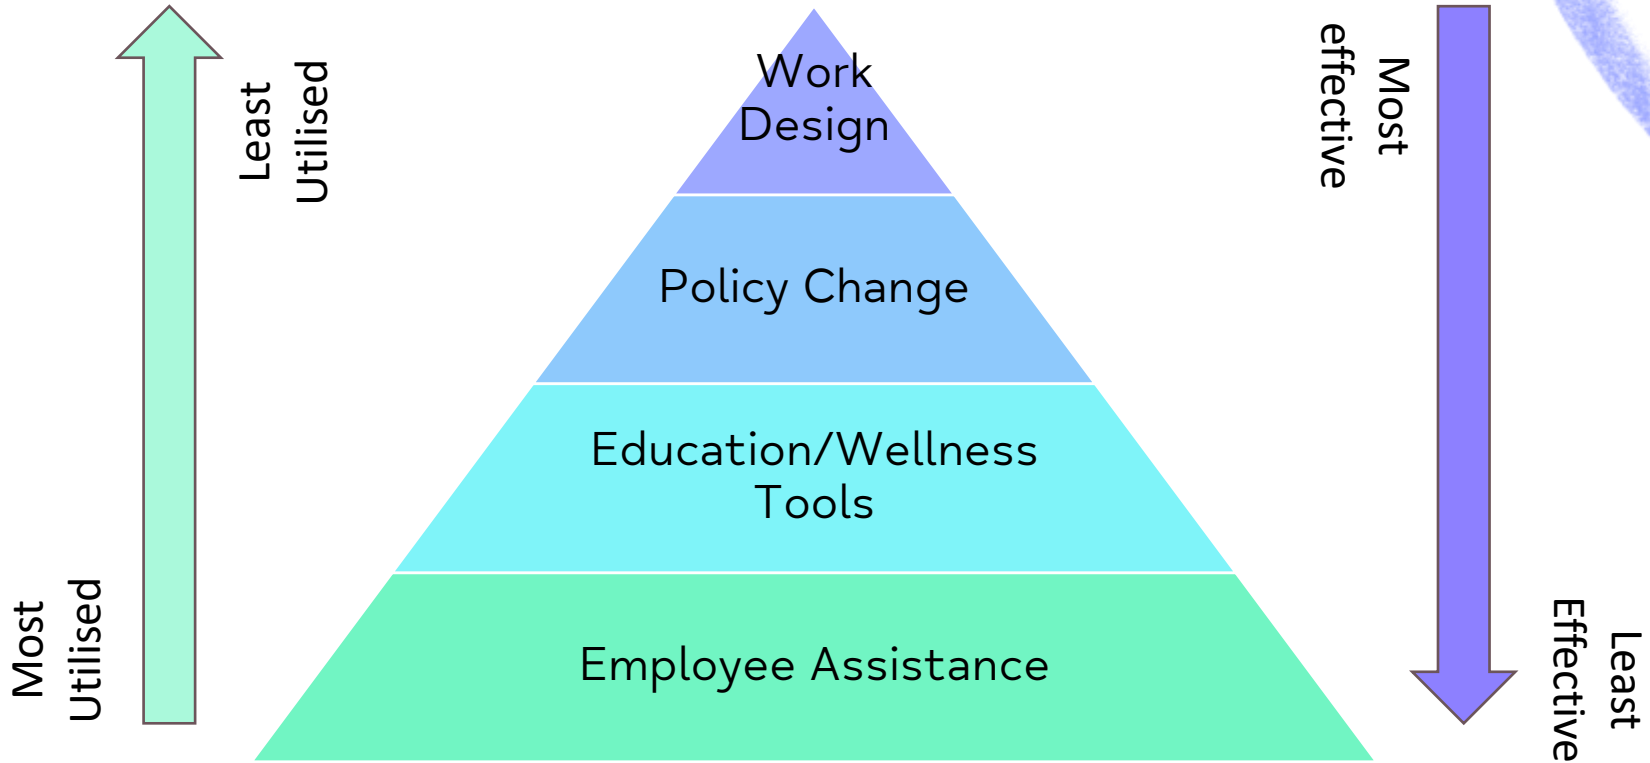 Least
Utilised
Most
Utilised
Work
Design
Policy Change
Education/Wellness
Tools
Employee Assistance
Most
effective
Least
Effective